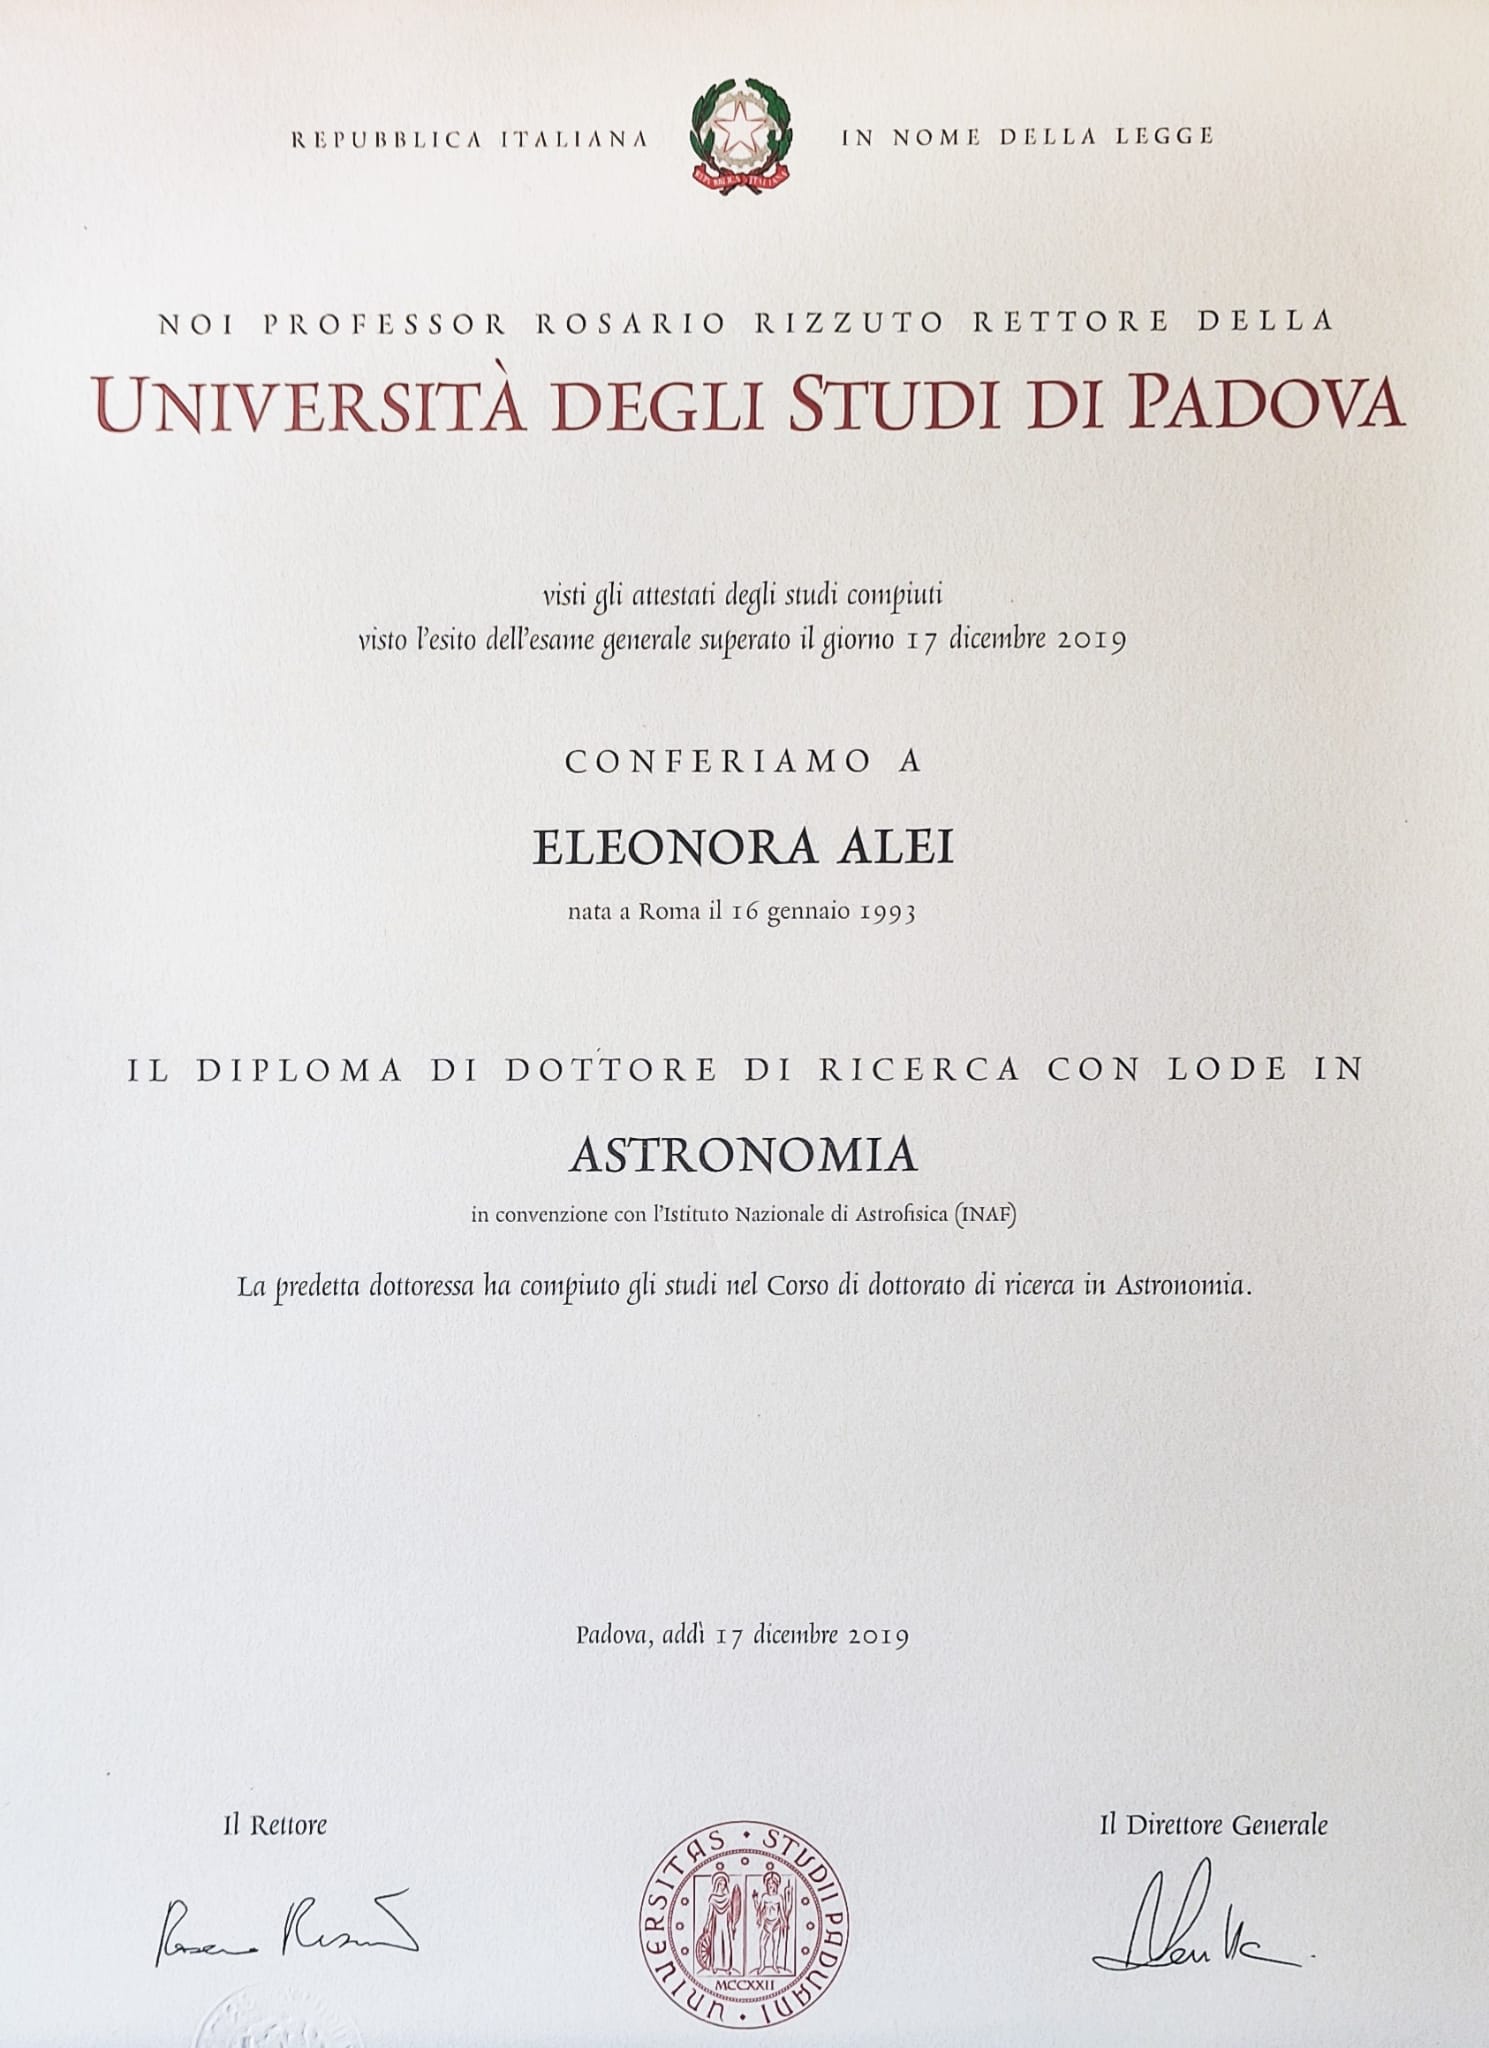 REPUBBLICA ITALIANA
REPUBBLICA ITALIANA
IN NOME DELLA LEGGE
NOI PROFESSOR ROSARIO RIZZUTO RETTORE DELLA
UNIVERSITÀ DEGLI STUDI DI PADOVA
visti gli attestati degli studi compiuti
visto l'esito dell'esame generale superato il giorno 17 dicembre 2019
CONFERIAMO A
ELEONORA ALEI
nata a Roma il 16 gennaio 1993
IL DIPLOMA DI DOTTORE DI RICERCA CON LODE IN
ASTRONOMIA
in convenzione con l'Istituto Nazionale di Astrofisica (INAF)
La predetta dottoressa ha compiuto gli studi nel Corso di dottorato di ricerca in Astronomia.
Padova, addì 17 dicembre 2019
Il Rettore
Il Direttore Generale
UNIVERSITAS · STUDII PADUANI ·
MCCXXII